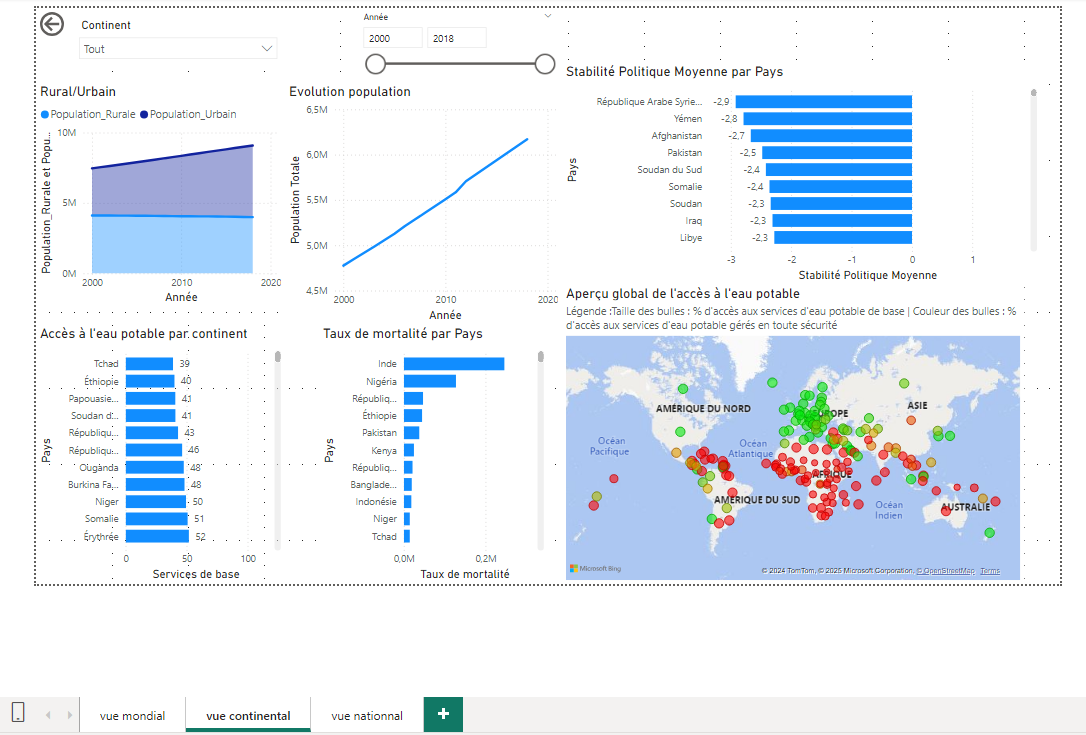 Continent
Tout
Année
2000
2018
Rural/Urbain
Population_Rurale Population_Urbain
Population_Rurale et Popu...
10M
5M
0M
2000 2010 2020
Année
Evolution population
Population Totale
6,5M
6,0M
5,5M
5,0M
4,5M
2000 2010 2020
Année
Stabilité Politique Moyenne par Pays
Pays
République Arabe Syrie... -2,9
Yémen -2,8
Afghanistan -2,7
Pakistan -2,5
Soudan du Sud -2,4
Somalie -2,4
Soudan -2,3
Iraq -2,3
Libye -2,3
-3 -2 -1 0 1
Stabilité Politique Moyenne
Accès à l'eau potable par continent
Pays
Tchad 39
Éthiopie 40
Papouasie... 41
Soudan d... 41
Républiqu... 43
Républiqu... 46
Ouganda 48
Burkina Fa... 48
Niger 50
Somalie 51
Érythrée 52
0 50 100
Services de base
Taux de mortalité par Pays
Pays
Inde
Nigéria
Républiq...
Éthiopie
Pakistan
Kenya
Républiq...
Banglade...
Indonésie
Niger
Tchad
0,0M 0,2M
Taux de mortalité
Aperçu global de l'accès à l'eau potable
Légende :Taille des bulles : % d'accès aux services d'eau potable de base | Couleur des bulles : %
d'accès aux services d'eau potable gérés en toute sécurité
AMÉRIQUE DU NORD
EUROPE
ASIE
Océan
Pacifique
Océan
Atlantique
AFRIQUE
AMÉRIQUE DU SUD
Océan
Indien
AUSTRALIE
Microsoft Bing
© 2024 TomTom, © 2025 Microsoft Corporation, © OpenStreetMap Terms
vue mondial
vue continental
vue nationnal